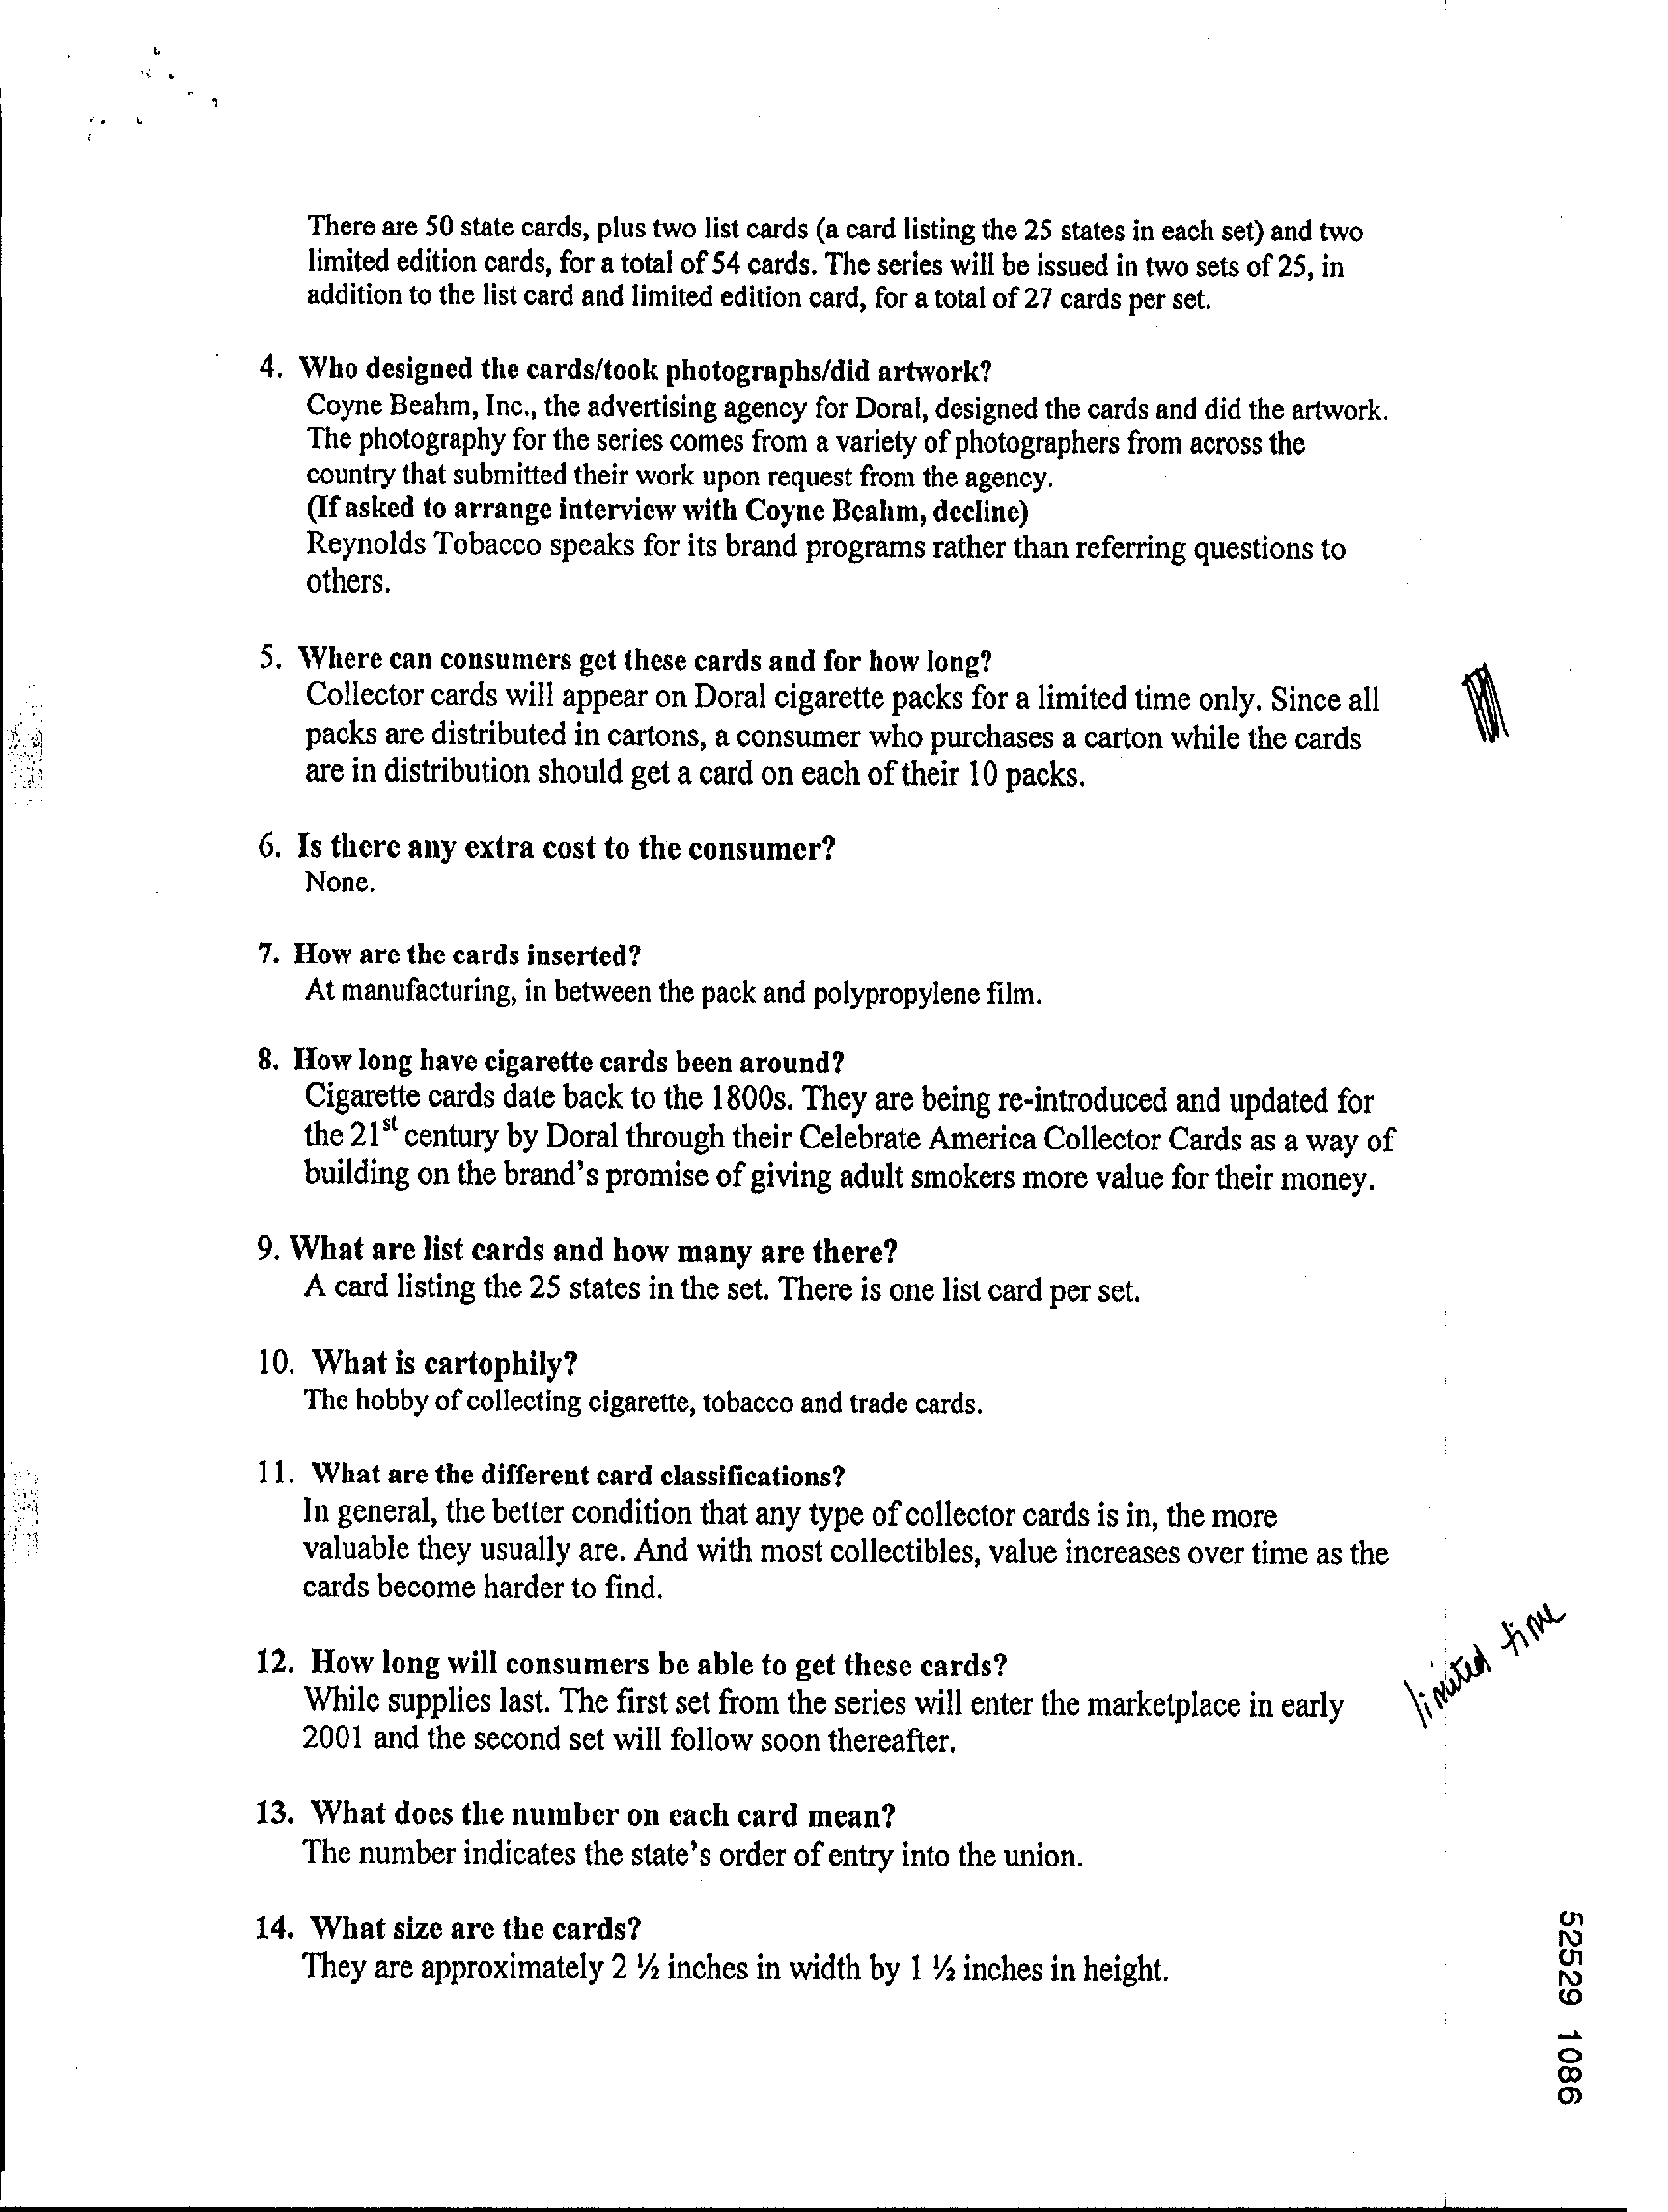 There are 50 state cards, plus two list cards (a card listing the 25 states in each set) and two
limited edition cards, for a total of 54 cards. The series will be issued in two sets of 25, in
addition to the list card and limited edition card, for a total of 27 cards per set.
4. Who designed the cards/took photographs/did artwork?
Coyne Beahm, Inc., the advertising agency for Doral, designed the cards and did the artwork.
The photography for the series comes from a variety of photographers from across the
country that submitted their work upon request from the agency.
(If asked to arrange interview with Coyne Beahm, decline)
Reynolds Tobacco speaks for its brand programs rather than referring questions to
others.
5. Where can consumers get these cards and for how long?
Collector cards will appear on Doral cigarette packs for a limited time only. Since all
packs are distributed in cartons, a consumer who purchases a carton while the cards
are in distribution should get a card on each of their 10 packs.
6. Is there any extra cost to the consumer?
None.
7. How are the cards inserted?
At manufacturing, in between the pack and polypropylene film.
8. How long have cigarette cards been around?
Cigarette cards date back to the 1800s. They are being re-introduced and updated for
the 21st century by Doral through their Celebrate America Collector Cards as a way of
building on the brand's promise of giving adult smokers more value for their money.
9. What are list cards and how many are there?
A card listing the 25 states in the set. There is one list card per set.
10. What is cartophily?
The hobby of collecting cigarette, tobacco and trade cards.
11. What are the different card classifications?
In general, the better condition that any type of collector cards is in, the more
valuable they usually are. And with most collectibles, value increases over time as the
cards become harder to find.
12. How long will consumers be able to get these cards?
While supplies last. The first set from the series will enter the marketplace in early
2001 and the second set will follow soon thereafter.
limited time
13. What does the number on each card mean?
The number indicates the state's order of entry into the union.
14. What size are the cards?
They are approximately 2 ½ inches in width by 1 ½ inches in height.
52529 1086